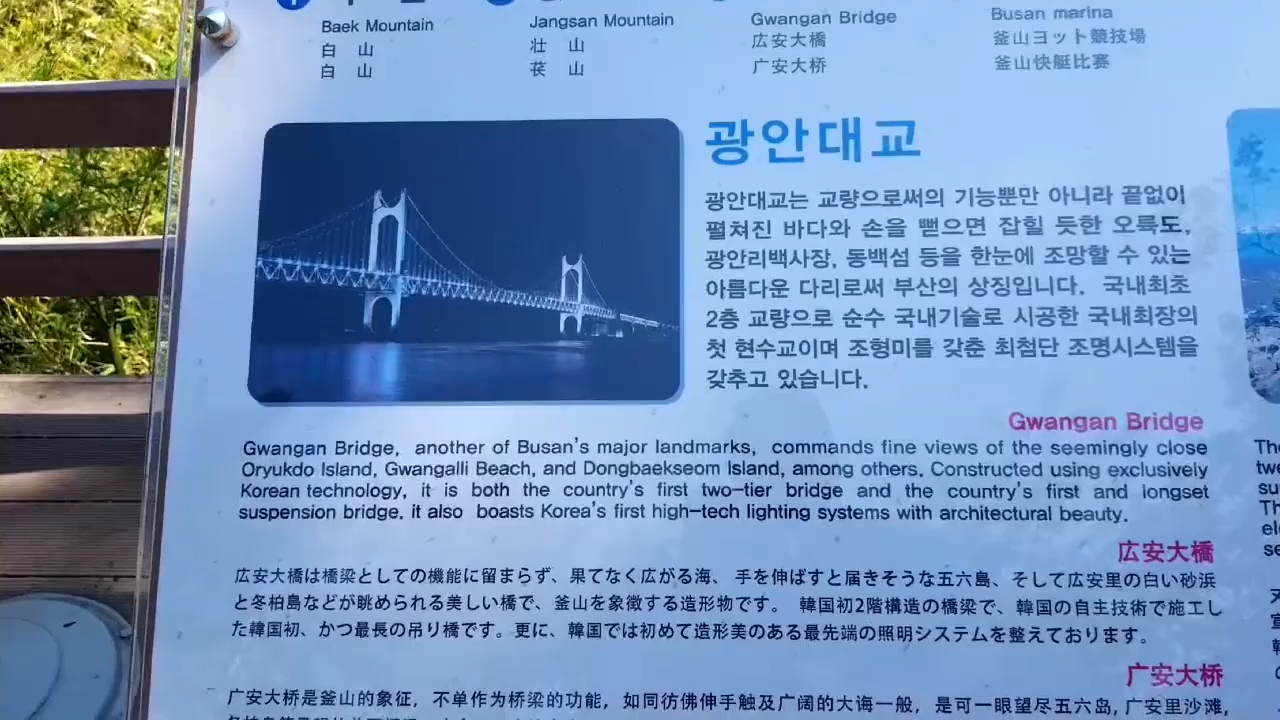 Baek Mountain
白 山
白 山
Jangsan Mountain
壮 山
苌 山
Gwangan Bridge
広安大橋
广安大桥
Busan marina
釜山ヨット競技場
釜山快艇比赛
광안대교
광안대교는 교량으로써의 기능뿐만 아니라 끝없이
펼쳐진 바다와 손을 뻗으면 잡힐 듯한 오륙도,
광안리백사장, 동백섬 등을 한눈에 조망할 수 있는
아름다운 다리로써 부산의 상징입니다. 국내최초
2층 교량으로 순수 국내기술로 시공한 국내최장의
첫 현수교이며 조형미를 갖춘 최첨단 조명시스템을
갖추고 있습니다.
Gwangan Bridge
Gwangan Bridge, another of Busan's major landmarks, commands fine views of the seemingly close
Oryukdo Island, Gwangalli Beach, and Dongbaekseom Island, among others. Constructed using exclusively
Korean technology, it is both the country's first two-tier bridge and the country's first and longset
suspension bridge. it also boasts Korea's first high-tech lighting systems with architectural beauty.
広安大橋
広安大橋は橋梁としての機能に留まらず、果てなく広がる海、 手を伸ばすと届きそうな五六島、そして広安里の白い砂浜
と冬柏島などが眺められる美しい橋で、釜山を象徴する造形物です。 韓国初2階構造の橋梁で、韓国の自主技術で施工し
た韓国初、かつ最長の吊り橋です。更に、韓国では初めて造形美のある最先端の照明システムを整えております。
广安大桥
广安大桥是釜山的象征，不单作为桥梁的功能，如同彷佛伸手触及广阔的大海一般，是可一眼望尽五六岛, 广安里沙滩,